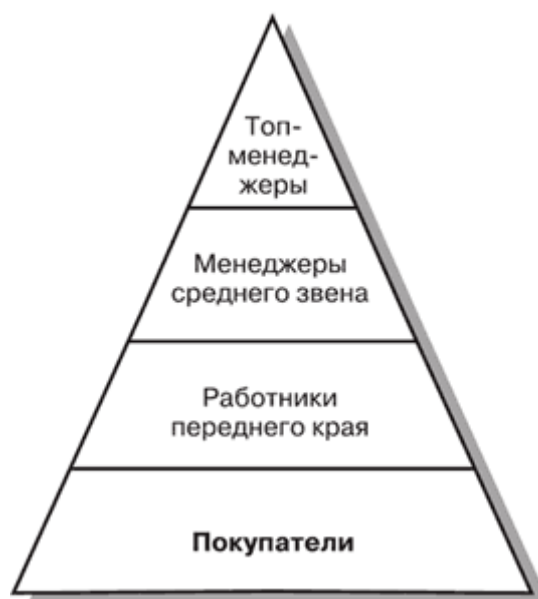 Топ-
менед-
жеры
Менеджеры
среднего звена
Работники
переднего края
Покупатели